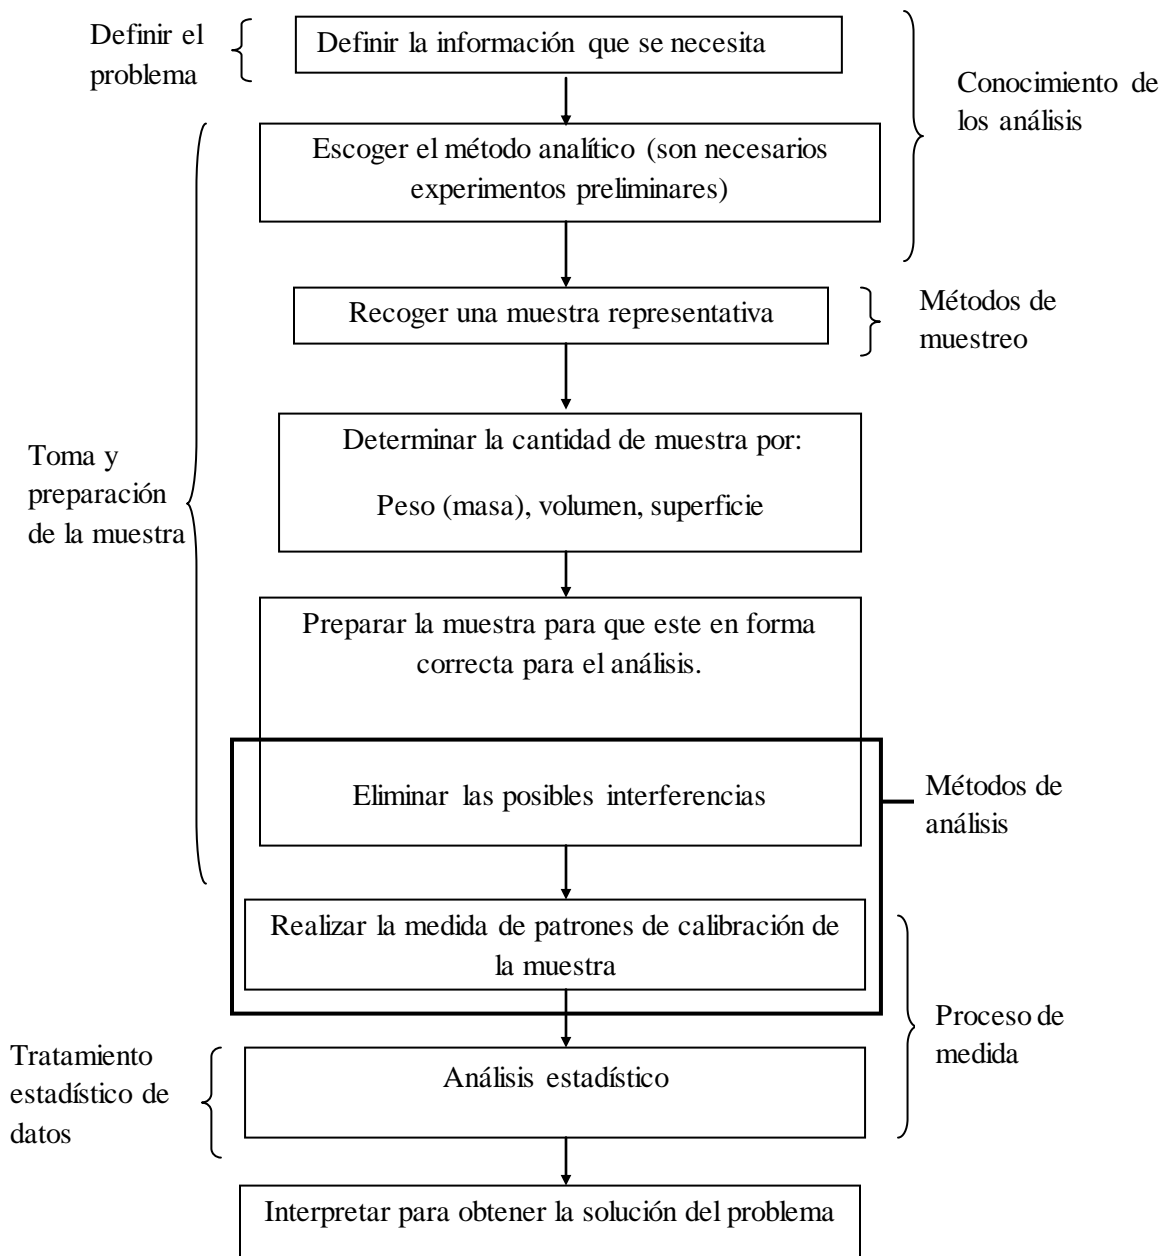 Definir el
problema
Definir la información que se necesita
Conocimiento de
los análisis
Escoger el método analítico (son necesarios
experimentos preliminares)
Recoger una muestra representativa
Métodos de
muestreo
Determinar la cantidad de muestra por:
Peso (masa), volumen, superficie
Toma y
preparación
de la muestra
Preparar la muestra para que este en forma
correcta para el análisis.
Eliminar las posibles interferencias
Métodos de
análisis
Realizar la medida de patrones de calibración de
la muestra
Proceso de
medida
Tratamiento
estadístico de
datos
Análisis estadístico
Interpretar para obtener la solución del problema